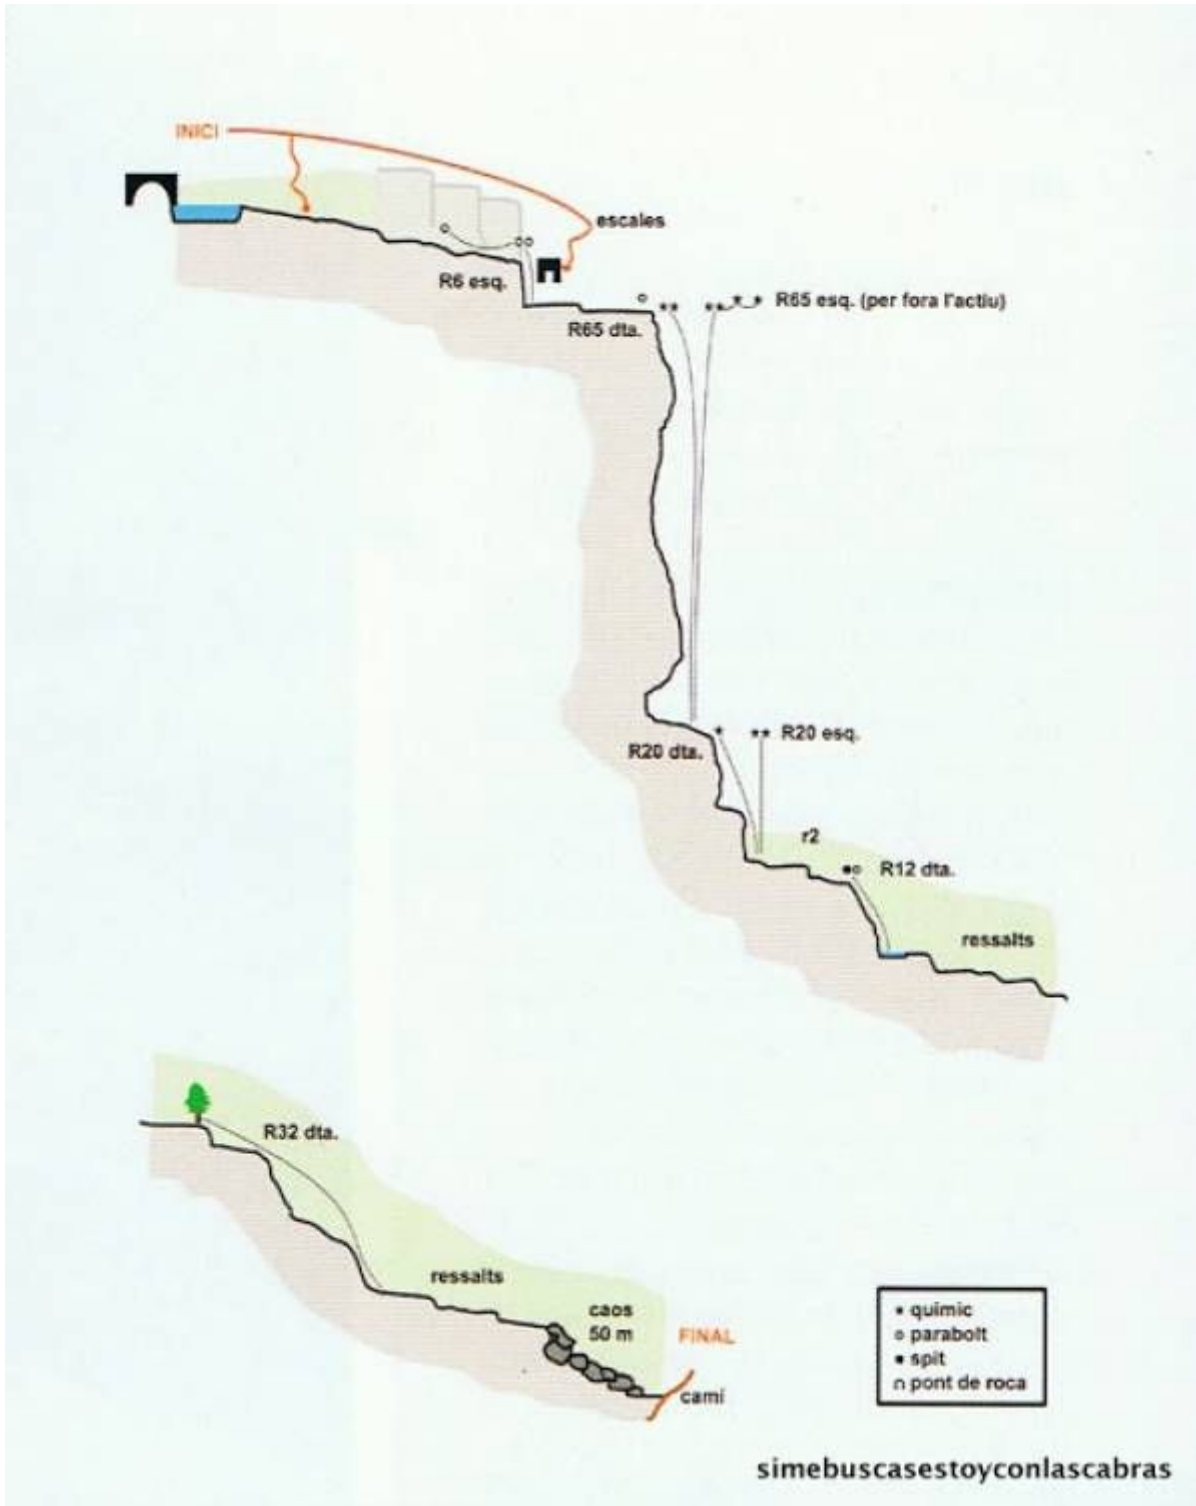 INICI
escales
R6 esq.
R65 esq. (per fora l'actiu)
R65 dta.
R20 esq.
R20 dta.
r2
R12 dta.
ressalts
R32 dta.
ressalts
caos
50 m
FINAL
camí
químic
parabolt
spit
pont de roca
simebuscasestoyconlascabras